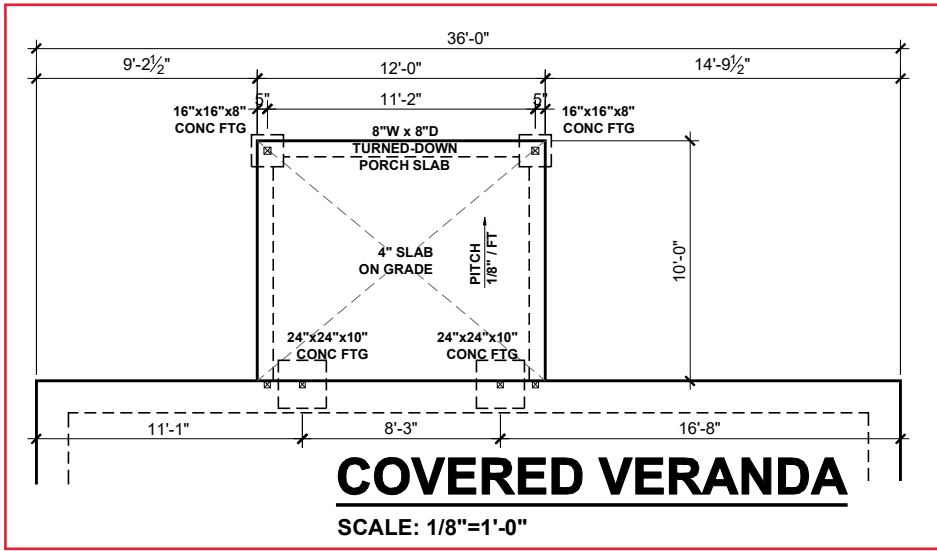 36'-0"
9'-2½" 12'-0" 14'-9½"
5" 11'-2" 5"
16"x16"x8"
CONC FTG
16"x16"x8"
CONC FTG
8"W x 8"D
TURNED-DOWN
PORCH SLAB
4" SLAB
ON GRADE
PITCH
1/8" / FT
10'-0"
24"x24"x10"
CONC FTG
24"x24"x10"
CONC FTG
11'-1" 8'-3" 16'-8"
COVERED VERANDA
SCALE: 1/8"=1'-0"